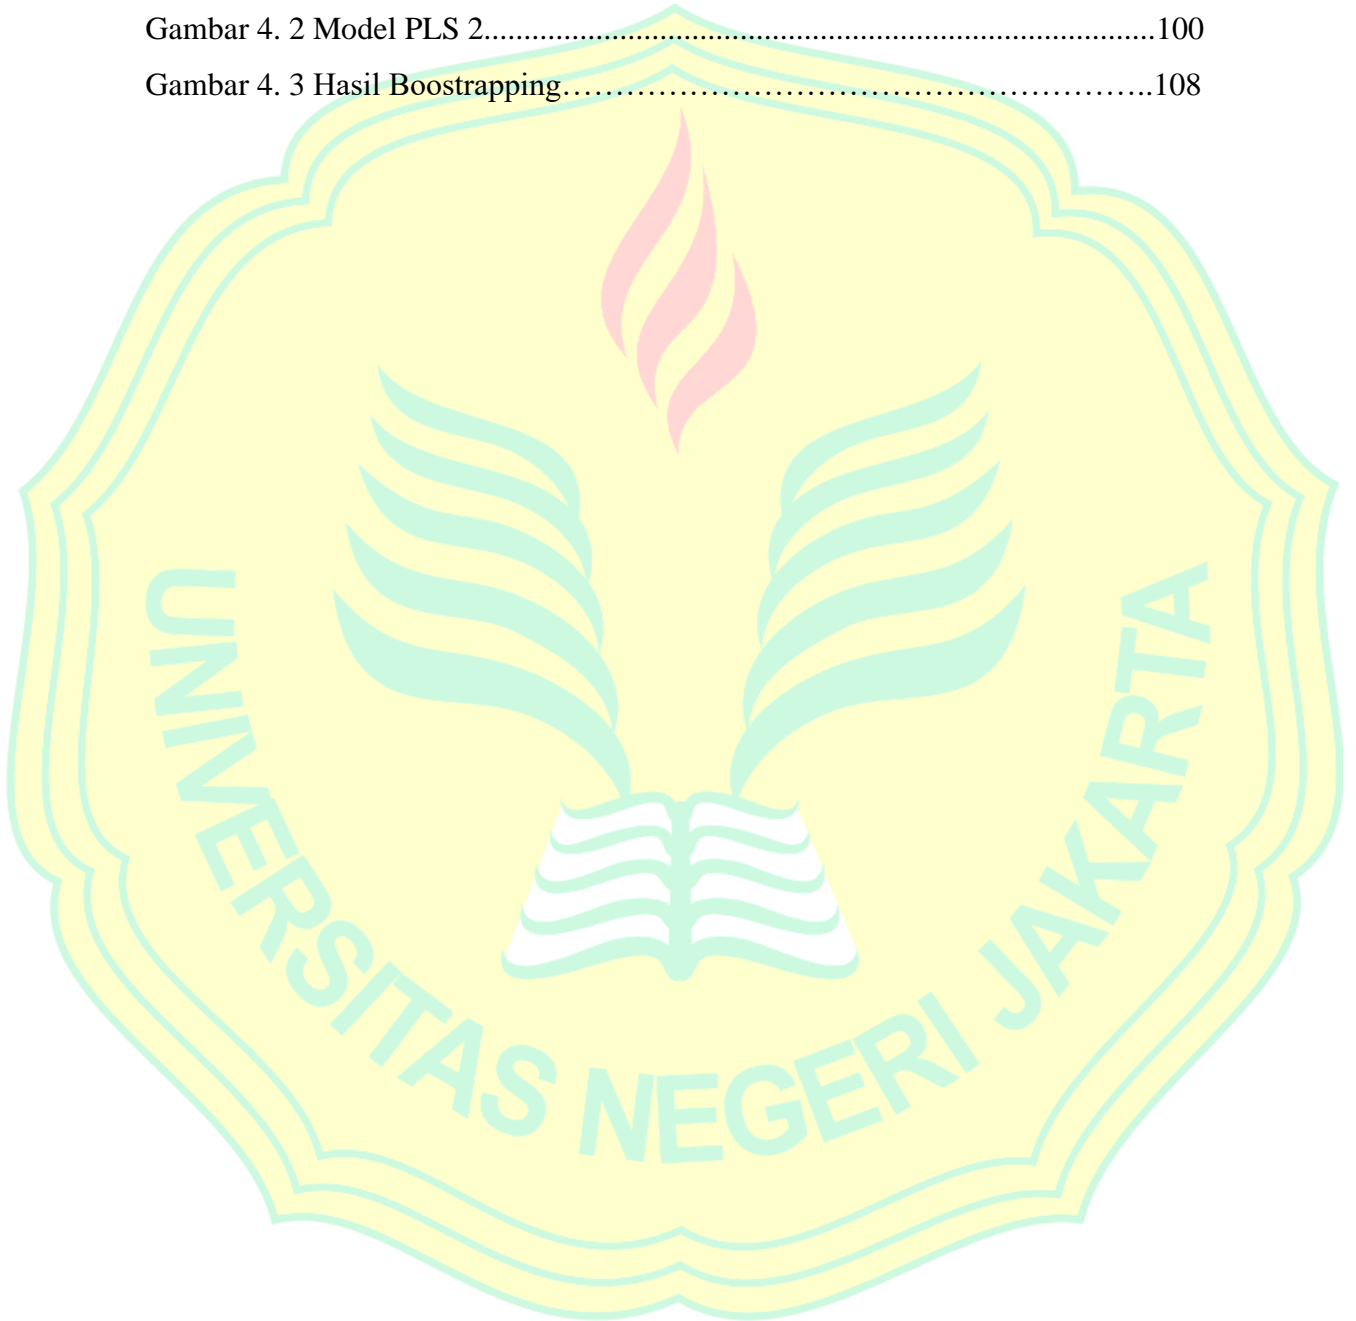 Gambar 4. 2 Model PLS 2....................................................................................100
Gambar 4. 3 Hasil Boostrapping………………………………………………………..108
UNIVERSITAS NEGERI JAKARTA